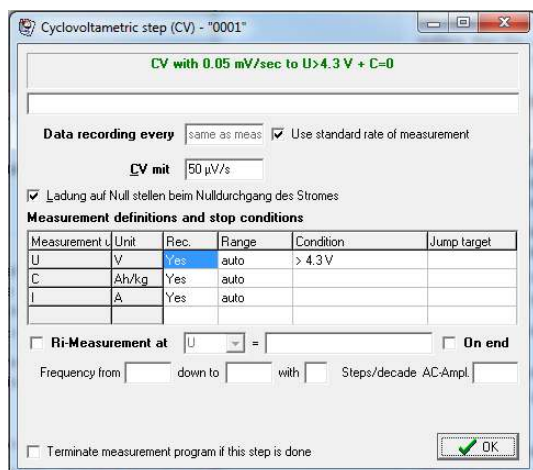 Cyclovoltametric step (CV) - "0001"
CV with 0.05 mV/sec to U>4.3 V + C=0
Data recording every same as meas Use standard rate of measurement
CV mit 50 µV/s
Ladung auf Null stellen beim Nulldurchgang des Stromes
Measurement definitions and stop conditions
Measurement u Unit Rec. Range Condition Jump target
U V Yes auto > 4.3 V
C Ah/kg Yes auto
I A Yes auto
Ri-Measurement at U = On end
Frequency from down to with Steps/decade AC-Ampl.
Terminate measurement program if this step is done OK